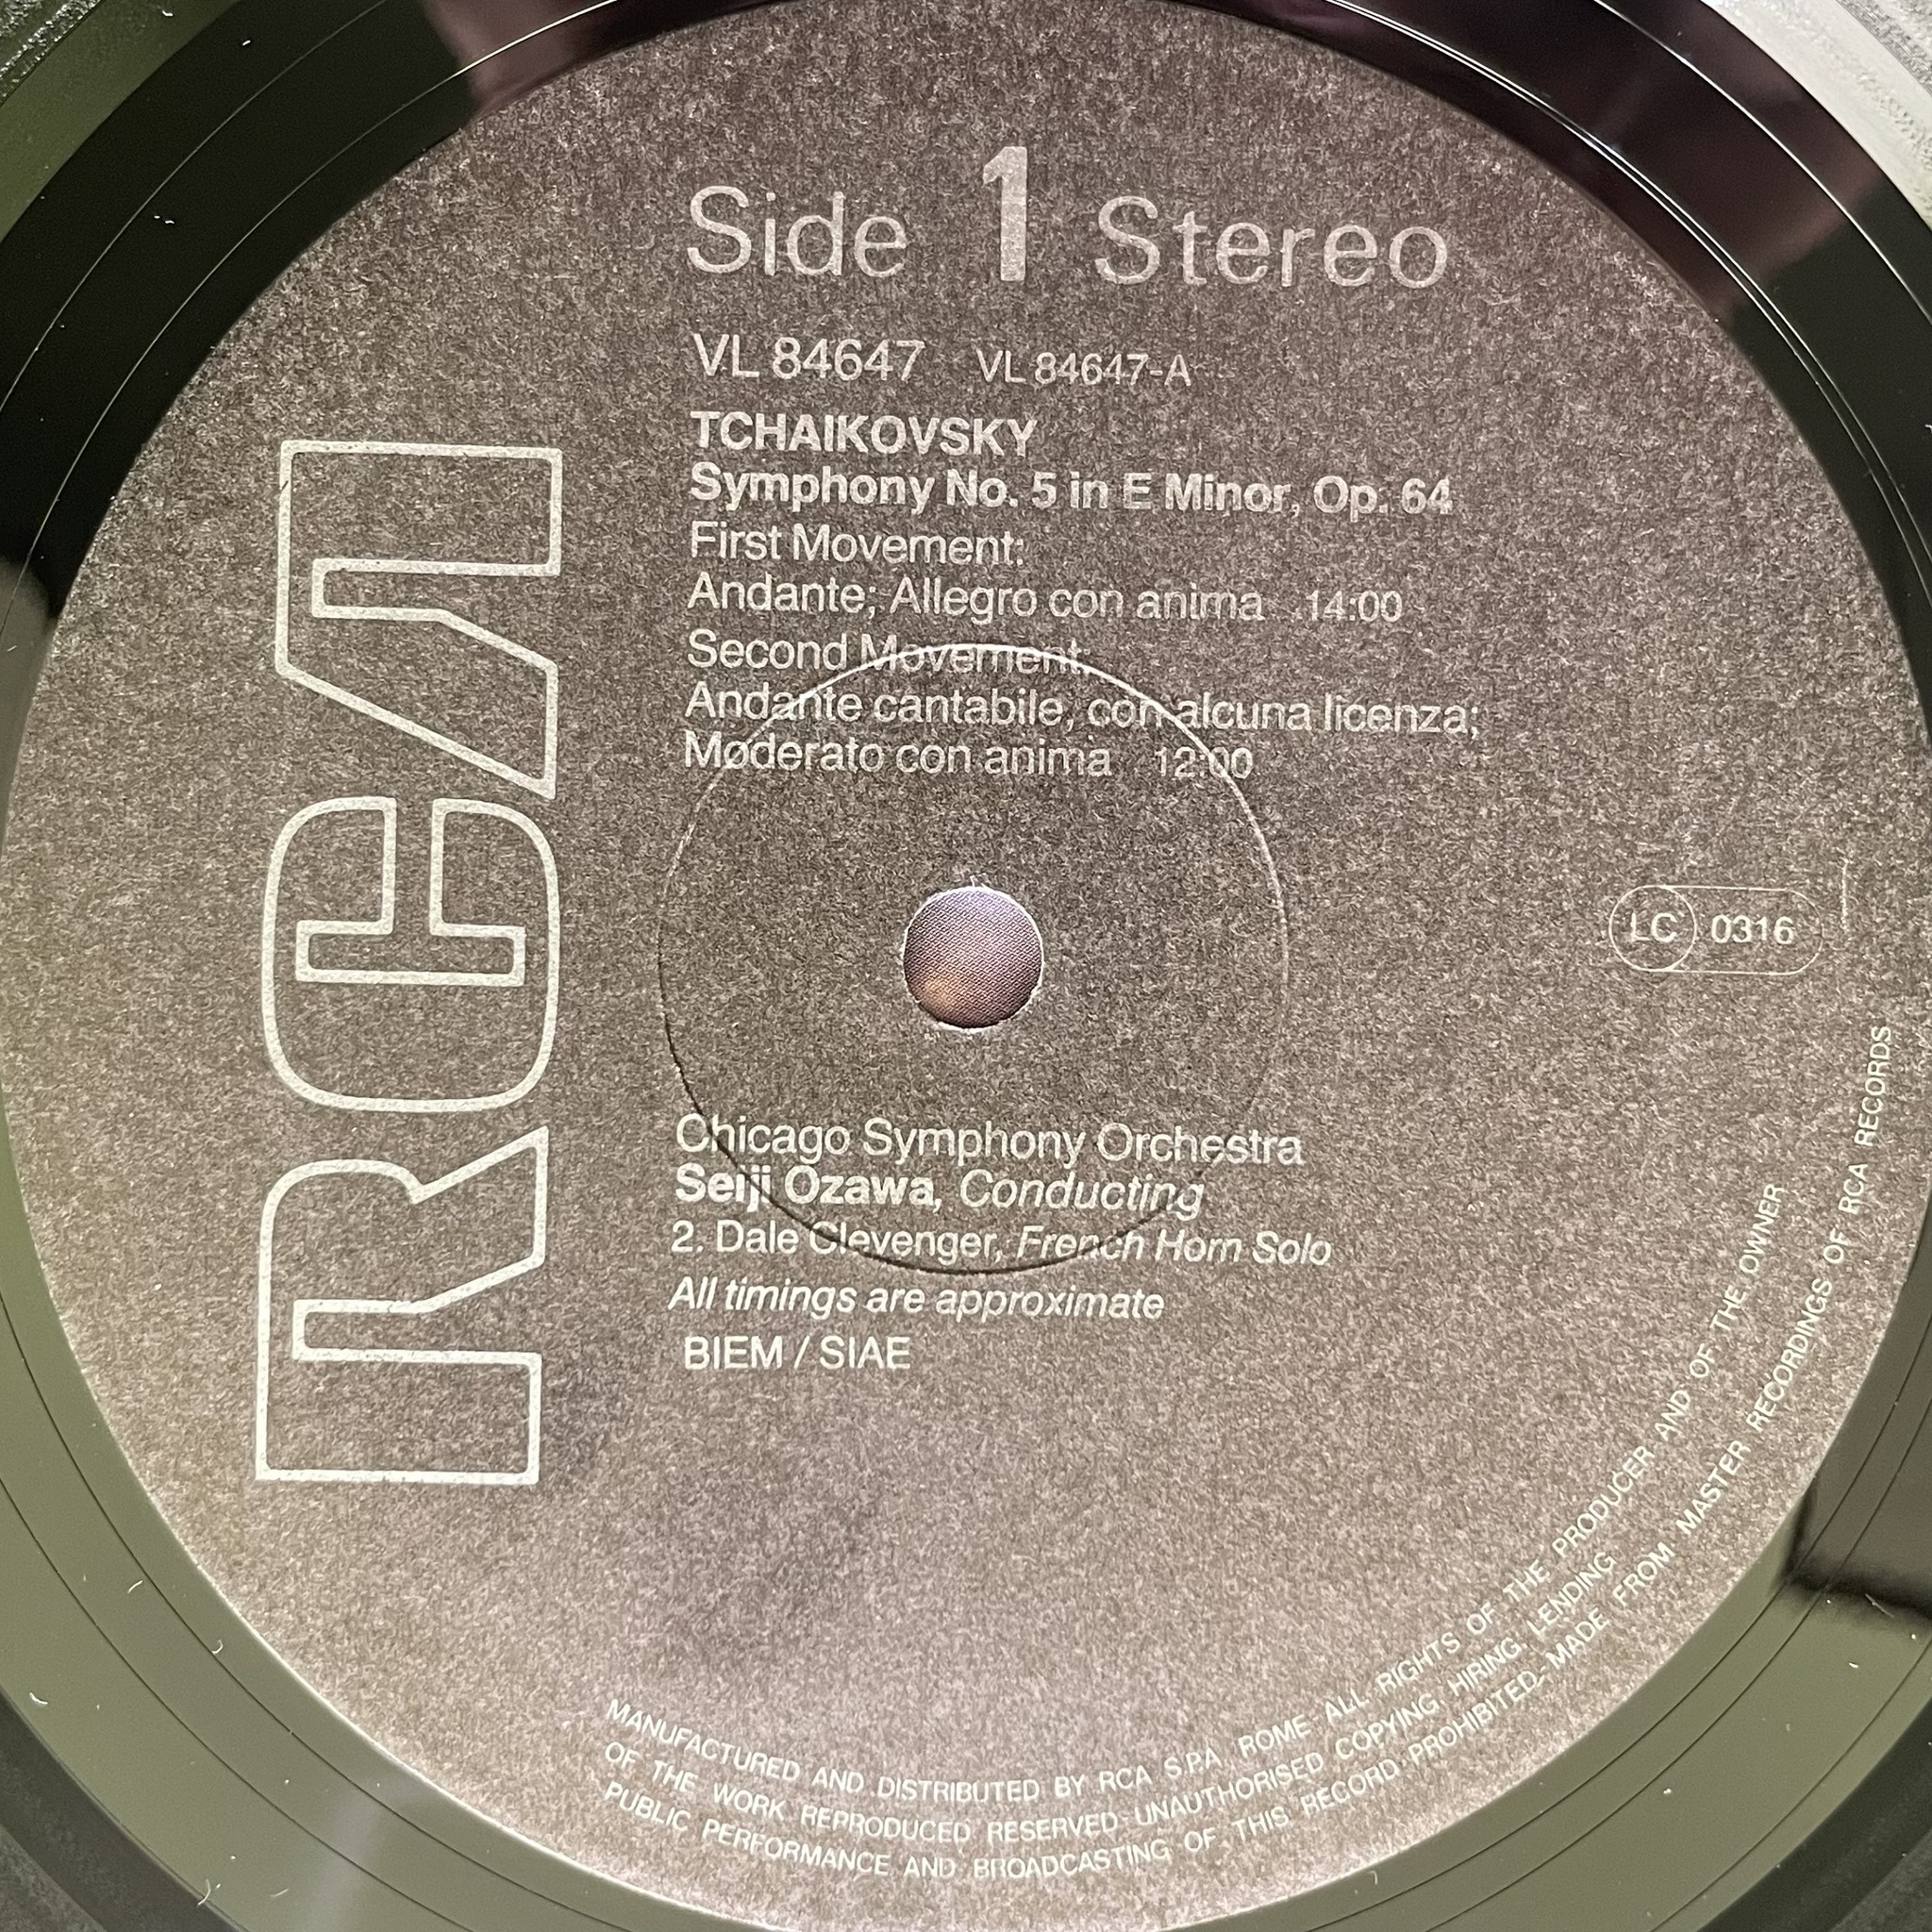 Side 1 Stereo
VL 84647 VL 84647-A
TCHAIKOVSKY
Symphony No. 5 in E Minor, Op. 64
First Movement:
Andante; Allegro con anima 14:00
Second Movement:
Andante cantabile, con alcuna licenza;
Moderato con anima 12:00
RCA
LC 0316
Chicago Symphony Orchestra
Seiji Ozawa, Conducting
2. Dale Clevenger, French Horn Solo
All timings are approximate
BIEM / SIAE
MANUFACTURED AND DISTRIBUTED BY RCA S.P.A. ROME - ALL RIGHTS OF THE PRODUCER AND OF THE OWNER
OF THE WORK REPRODUCED RESERVED - UNAUTHORISED COPYING, HIRING, LENDING
PUBLIC PERFORMANCE AND BROADCASTING OF THIS RECORD PROHIBITED - MADE FROM MASTER RECORDINGS OF RCA RECORDS